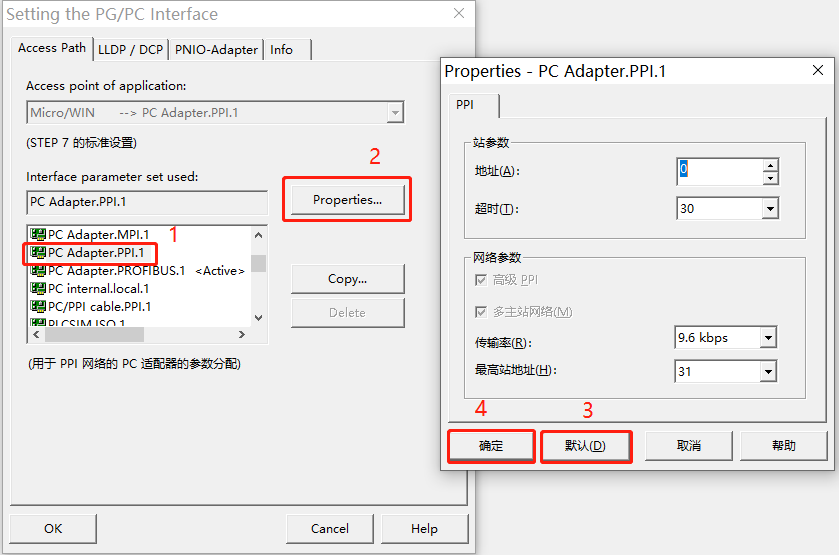 Setting the PG/PC Interface
Access Path
LLDP / DCP
PNIO-Adapter
Info
Access point of application:
Micro/WIN --> PC Adapter.PPI.1
(STEP 7 的标准设置)
2
Interface parameter set used:
PC Adapter.PPI.1
Properties...
PC Adapter.MPI.1
1
PC Adapter.PPI.1
PC Adapter.PROFIBUS.1 <Active>
PC internal.local.1
PC/PPI cable.PPI.1
PLCSIM.ISO.1
Copy...
Delete
(用于 PPI 网络的 PC 适配器的参数分配)
OK
Cancel
Help
Properties - PC Adapter.PPI.1
PPI
站参数
地址(A):
0
超时(T):
30
网络参数
高级 PPI
多主站网络(M)
传输率(R):
9.6 kbps
最高站地址(H):
31
4
3
确定
默认(D)
取消
帮助